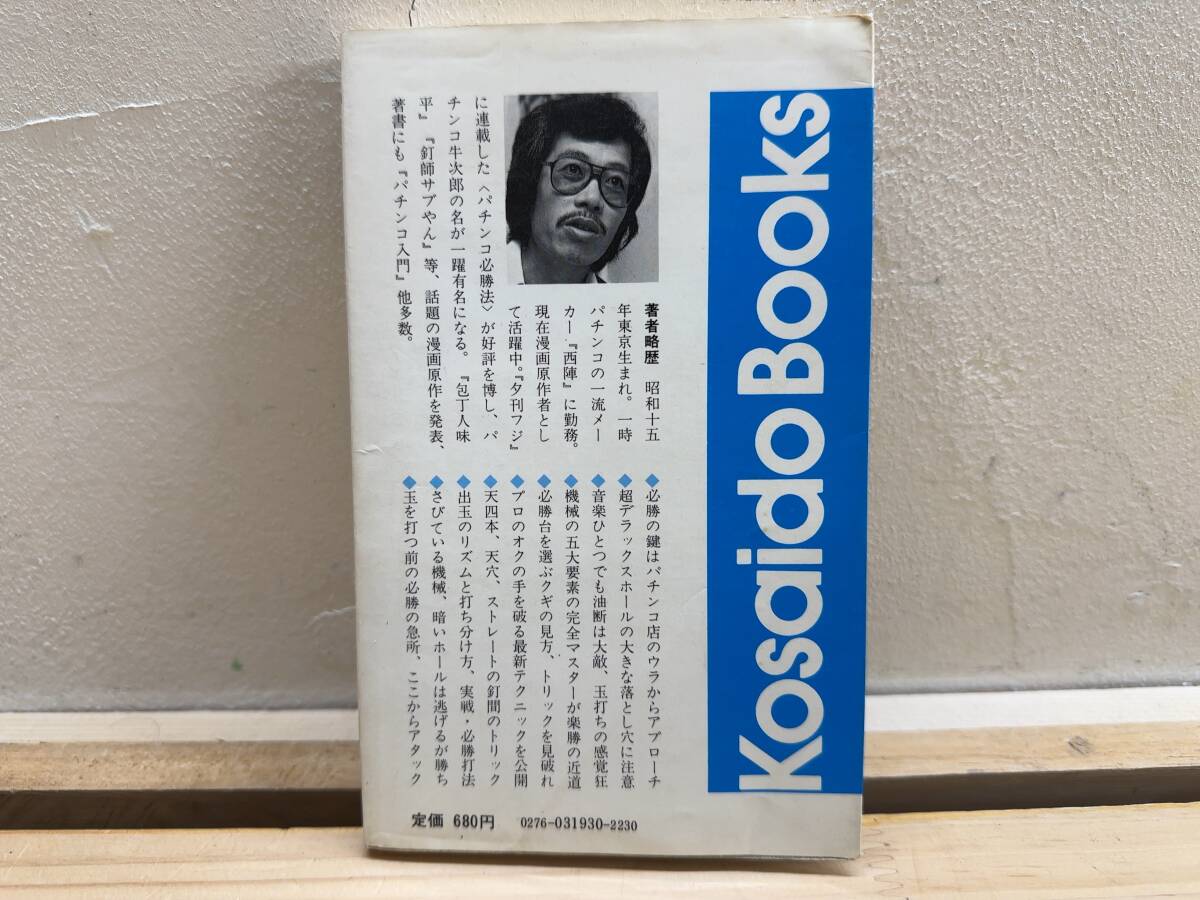 Kosaido Books
著者略歴　昭和十五
年東京生まれ。一時
パチンコの一流メー
カー『西陣』に勤務。
現在漫画原作者とし
て活躍中。『夕刊フジ』
に連載した〈パチンコ必勝法〉が好評を博し、パ
チンコ牛次郎の名が一躍有名になる。『包丁人味
平』『釘師サブやん』等、話題の漫画原作を発表、
著書にも『パチンコ入門』他多数。
◆必勝の鍵はパチンコ店のウラからアプローチ
◆超デラックスホールの大きな落とし穴に注意
◆音楽ひとつでも油断は大敵、玉打ちの感覚狂
◆機械の五大要素の完全マスターが楽勝の近道
◆必勝台を選ぶクギの見方、トリックを見破れ
◆プロのオクの手を破る最新テクニックを公開
◆天四本、天穴、ストレートの釘間のトリック
◆出玉のリズムと打ち分け方、実戦・必勝打法
◆さびている機械、暗いホールは逃げるが勝ち
◆玉を打つ前の必勝の急所、ここからアタック
定価 680円　0276-031930-2230